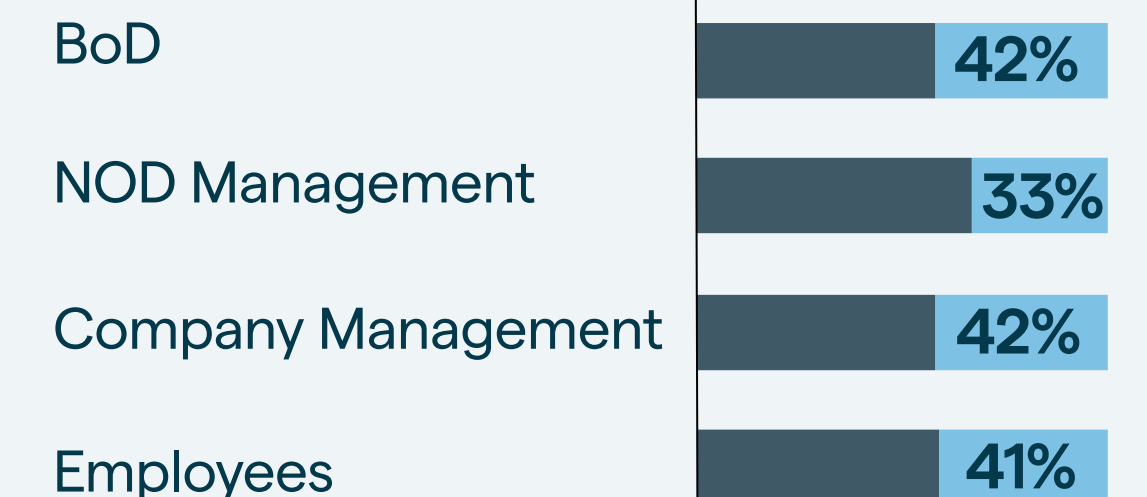 BoD 42%
NOD Management 33%
Company Management 42%
Employees 41%